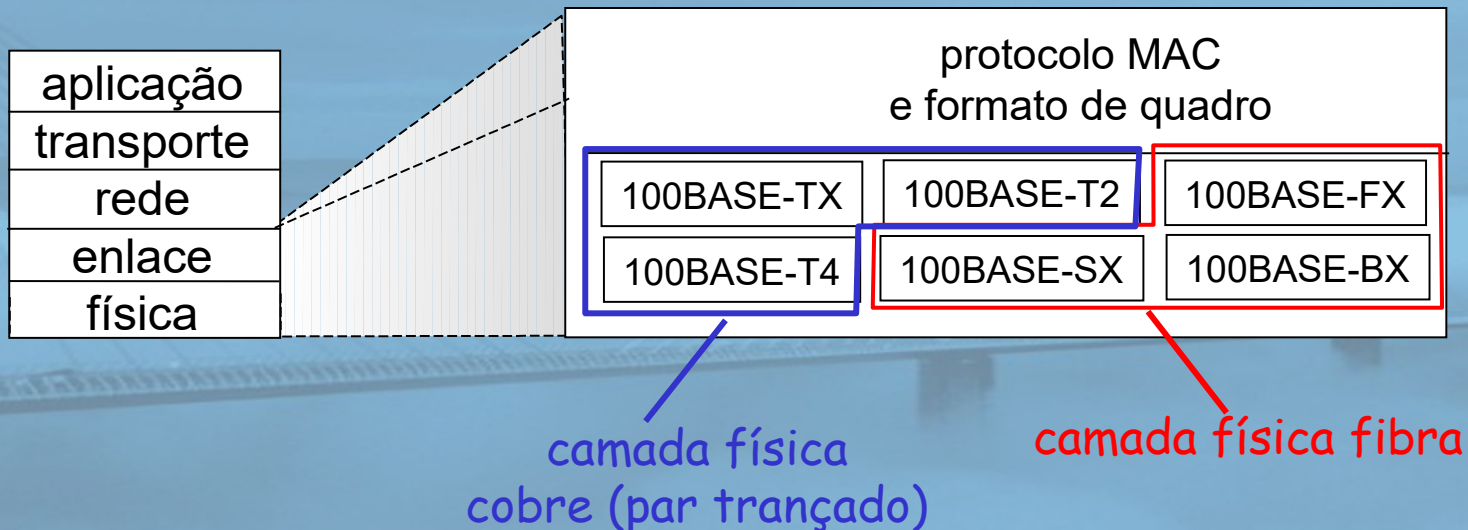 aplicação
transporte
rede
enlace
física
protocolo MAC
e formato de quadro
100BASE-TX
100BASE-T2
100BASE-FX
100BASE-T4
100BASE-SX
100BASE-BX
camada física
cobre (par trançado)
camada física fibra